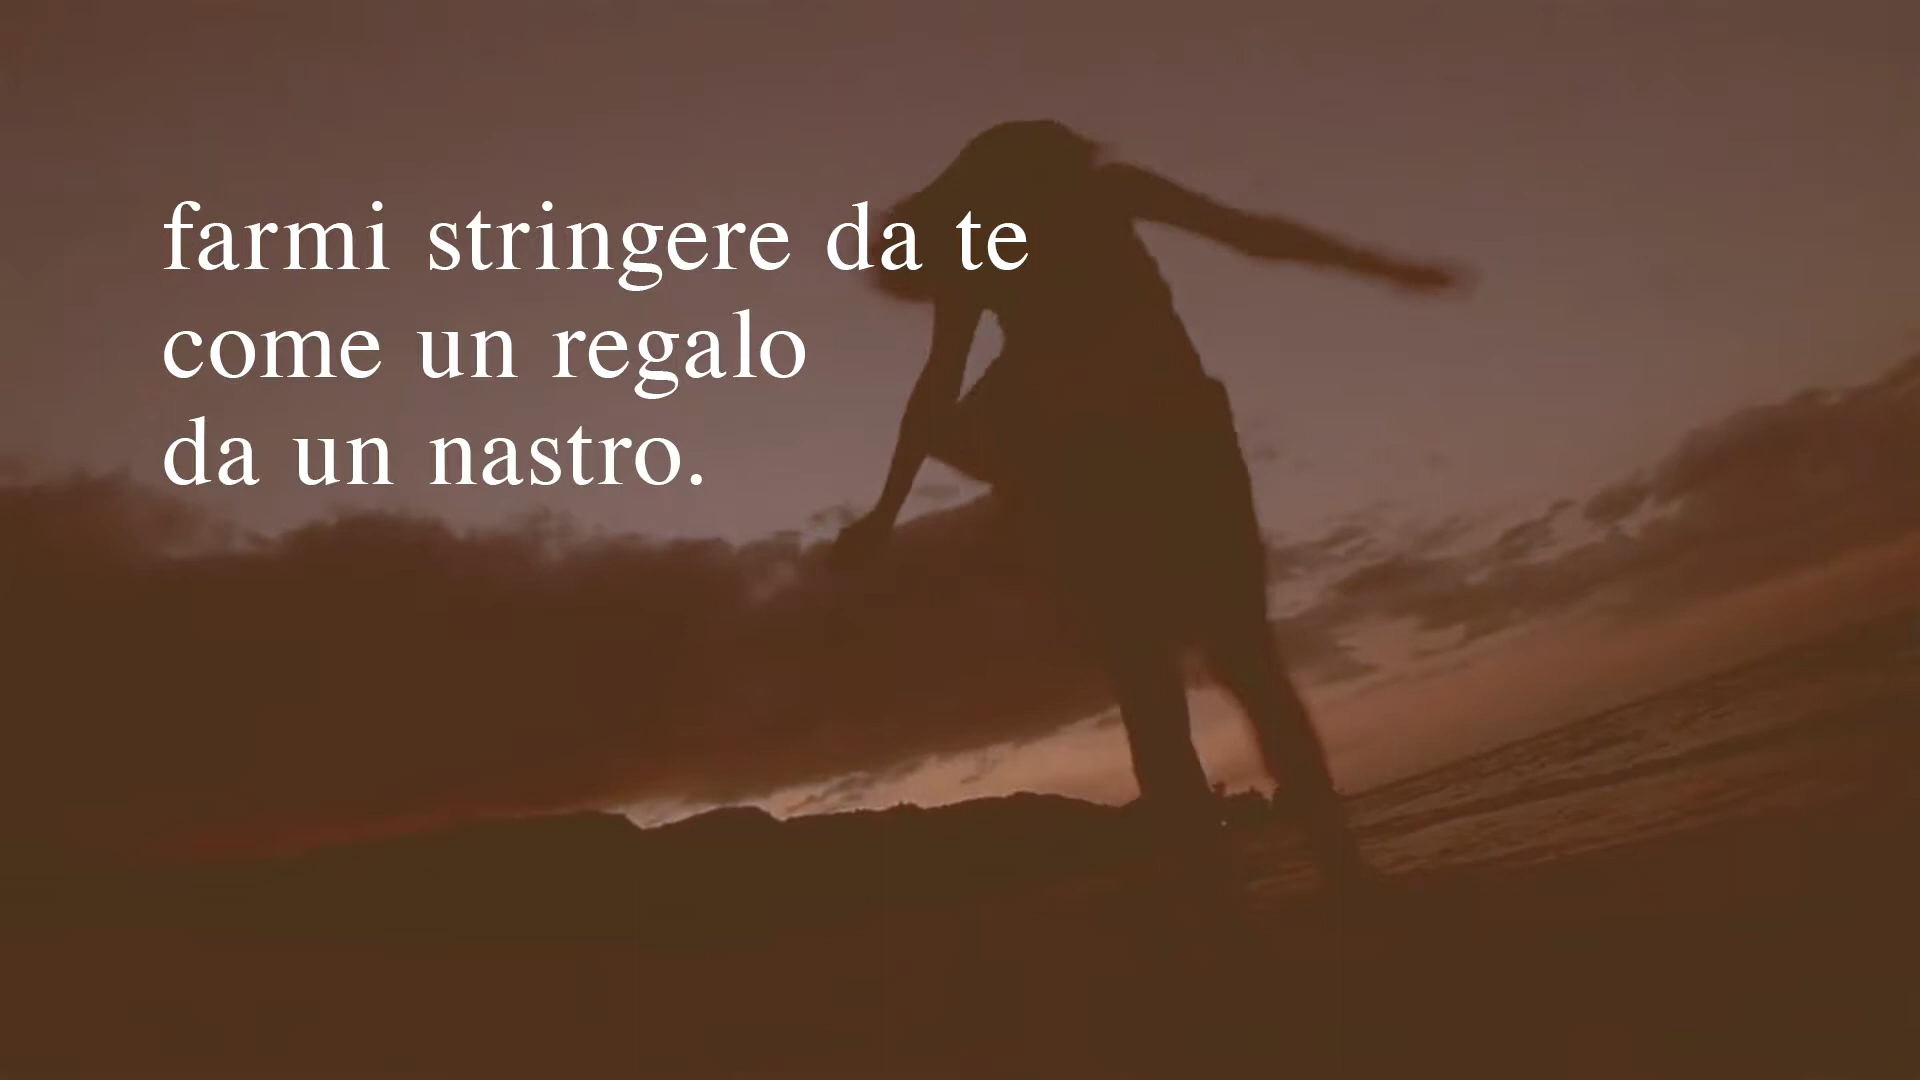 farmi stringere da te
come un regalo
da un nastro.